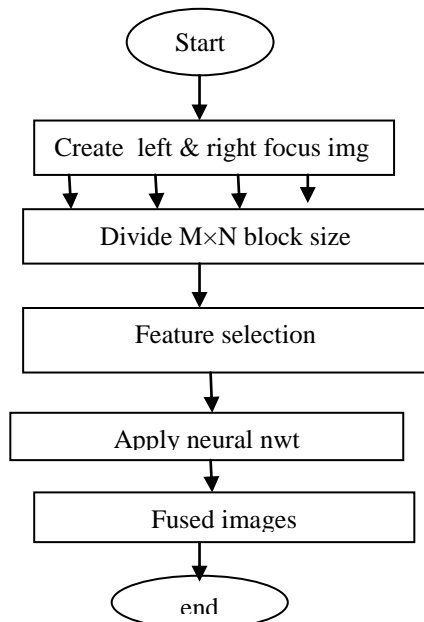 Start
Create left & right focus img
Divide M×N block size
Feature selection
Apply neural nwt
Fused images
end